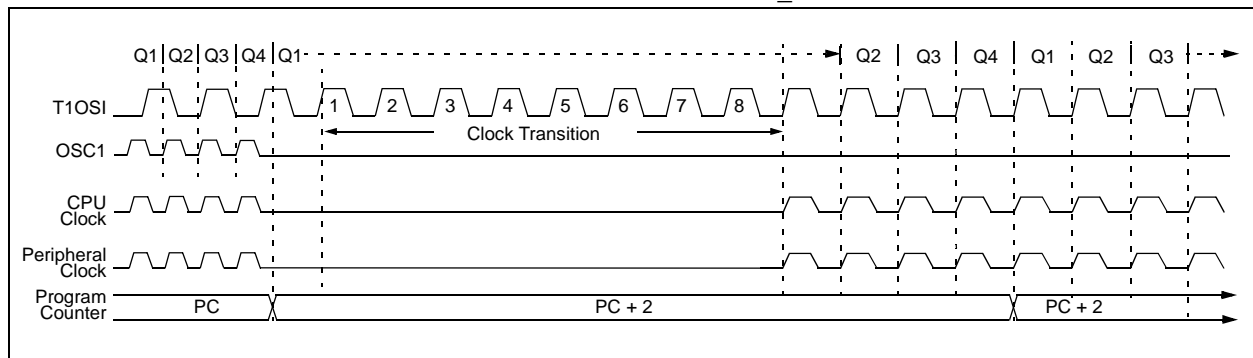 Q1 Q2 Q3 Q4 Q1 Q2 Q3 Q4 Q1 Q2 Q3
T1OSI 1 2 3 4 5 6 7 8
Clock Transition
OSC1
CPU
Clock
Peripheral
Clock
Program
Counter
PC PC + 2 PC + 2